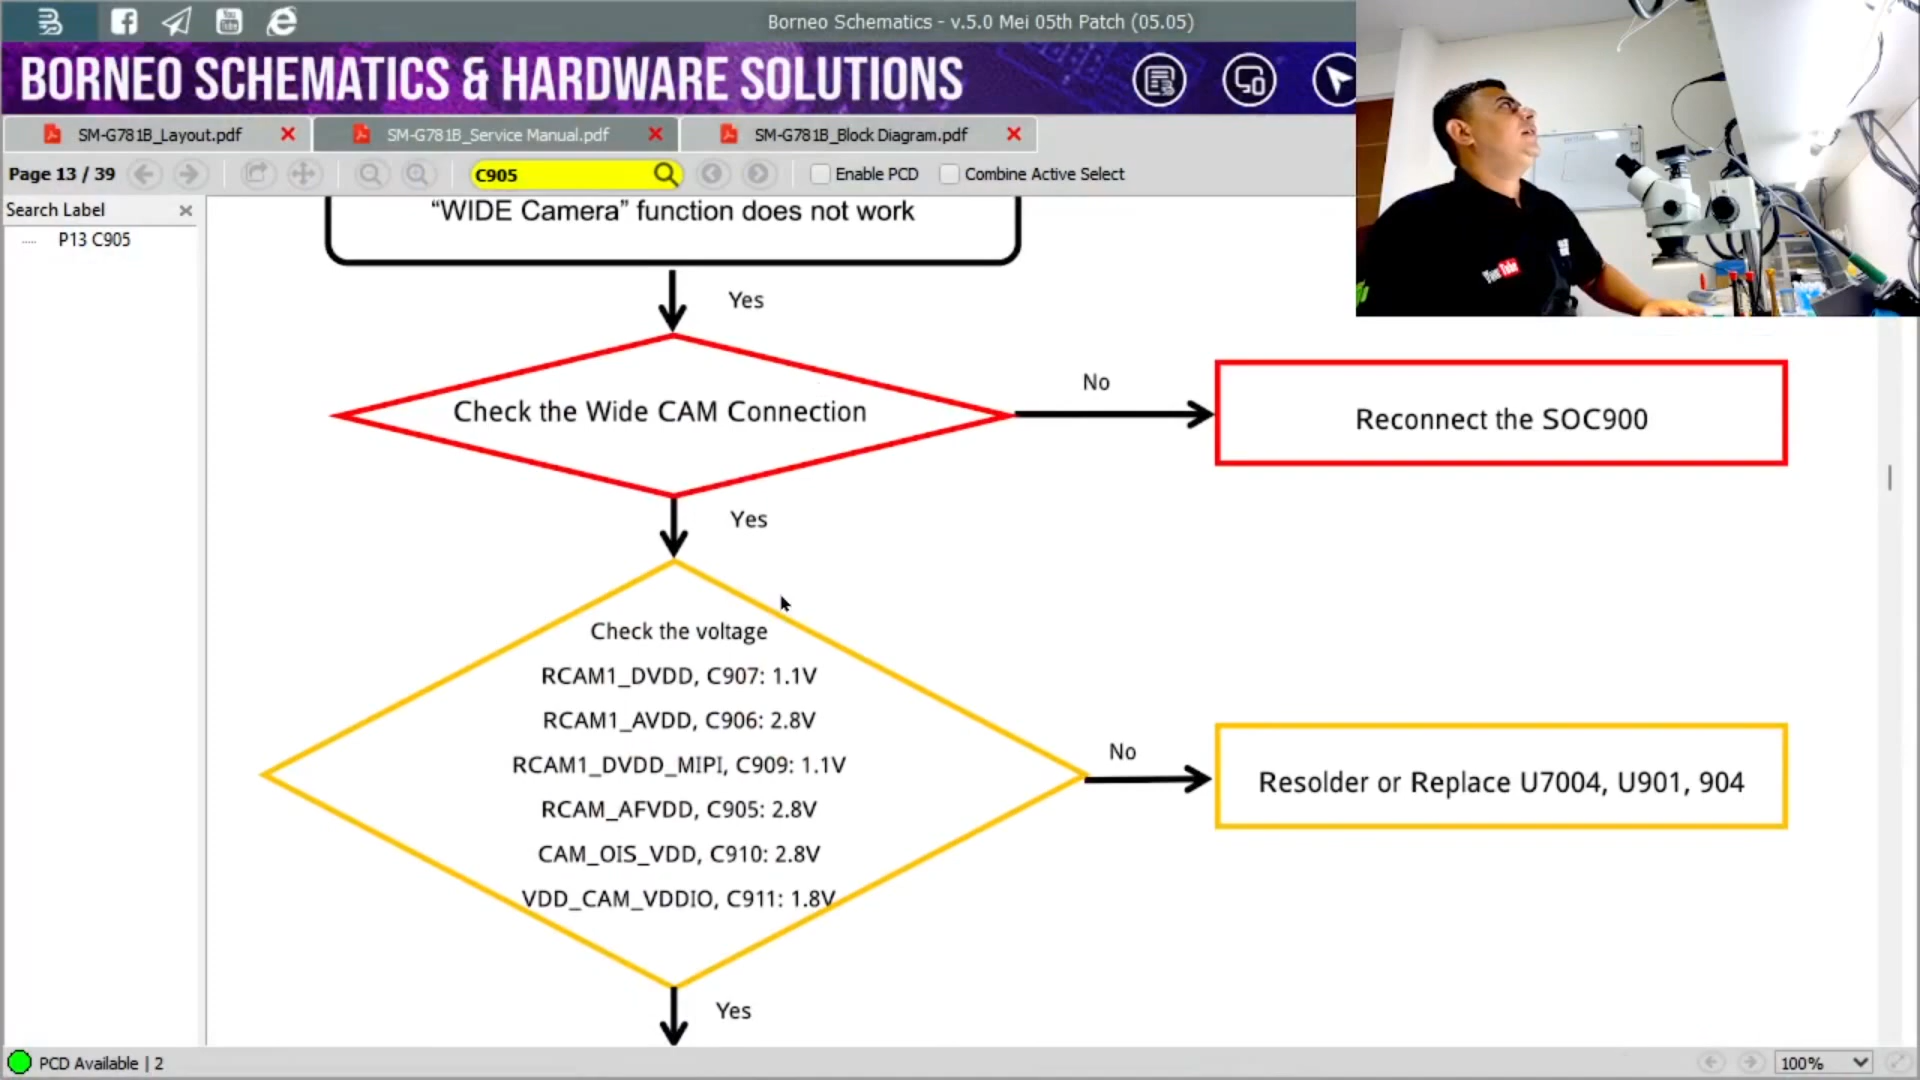 Borneo Schematics - v.5.0 Mei 05th Patch (05.05)
BORNEO SCHEMATICS & HARDWARE SOLUTIONS
SM-G781B_Layout.pdf
SM-G781B_Service Manual.pdf
SM-G781B_Block Diagram.pdf
Page 13 / 39
C905
Enable PCD
Combine Active Select
Search Label
P13 C905
“WIDE Camera” function does not work
Yes
Check the Wide CAM Connection
No
Reconnect the SOC900
Yes
Check the voltage
RCAM1_DVDD, C907: 1.1V
RCAM1_AVDD, C906: 2.8V
RCAM1_DVDD_MIPI, C909: 1.1V
RCAM_AFVDD, C905: 2.8V
CAM_OIS_VDD, C910: 2.8V
VDD_CAM_VDDIO, C911: 1.8V
No
Resolder or Replace U7004, U901, 904
Yes
PCD Available | 2
100%
You
Tube